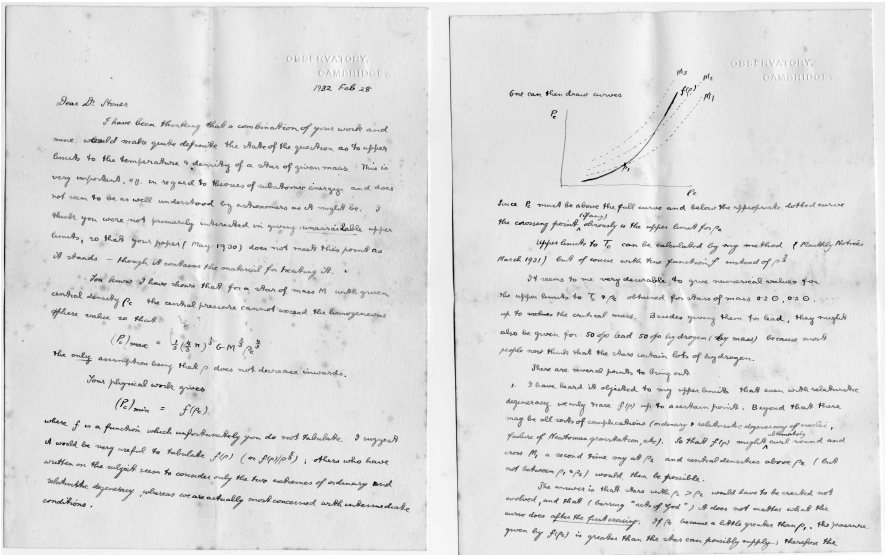 OBSERVATORY,
CAMBRIDGE.
1932 Feb 28
Dear Dr Stoner
I have been thinking that a combination of your work and
mine would make quite definite the state of the question as to upper
limits to the temperature & density of a star of given mass. This is
very important, e.g. in regard to theories of subatomic energy and does
not seem to be as well understood by astronomers as it might be. I
think you were not primarily interested in giving unassailable upper
limits, so that your paper (May 1930) does not meet this point as
it stands — though it contains the material for treating it.
You know I have shown that for a star of mass M with given
central density ρc the central pressure cannot exceed the homogeneous
sphere value so that
(Pc)max = G M^{2/3} ρc^{4/3}
the only assumption being that ρ does not decrease inwards.
Your physical work gives
(Pc)min = f(ρc)
where f is a function which unfortunately you do not tabulate. I suggest
it would be very useful to tabulate f(ρ) (or f(ρ)/ρ^{4/3}); others who have
written on the subject seem to consider only the two extremes of ordinary and
relativistic degeneracy, whereas we are actually most concerned with intermediate
conditions.
OBSERVATORY,
CAMBRIDGE.
One can then draw curves
M3 M2
f(ρ) M1
Pc
ρc
Since Pc must be above the full curve and below the appropriate dotted curve
the crossing point (if any) obviously is the upper limit for ρc
Upper limits to Tc can be calculated by my method (Monthly Notices
March 1931) but of course with true function f instead of
It seems to me very desirable to give numerical values for
the upper limits to Tc & ρc obtained for stars of mass 0.2 ⊙, 0.3 ⊙, ....
up to values the critical mass. Besides giving them for lead, they might
also be given for 50 % lead 50 % hydrogen (by mass) because most
people now think that the stars contain lots of hydrogen.
There are several points to bring out
1. I have heard it objected to my upper limits that even with relativistic
degeneracy we only trace f(ρ) up to a certain point. Beyond that there
may be all sorts of complications (ordinary & relativistic degeneracy of nuclei,
failure of Newtonian gravitation, etc). So that f(ρ) might ultimately curl round and
cross M1 a second time say at ρ2 and central densities above ρ2 (but
not between ρ1 & ρ2) would then be possible.
The answer is that stars with ρc > ρ2 would have to be created not
evolved, and that (barring "acts of God") it does not matter what the
curve does after the first crossing. If ρc became a little greater than ρ1, the pressure
given by f(ρc) is greater than the star can possibly supply; therefore the